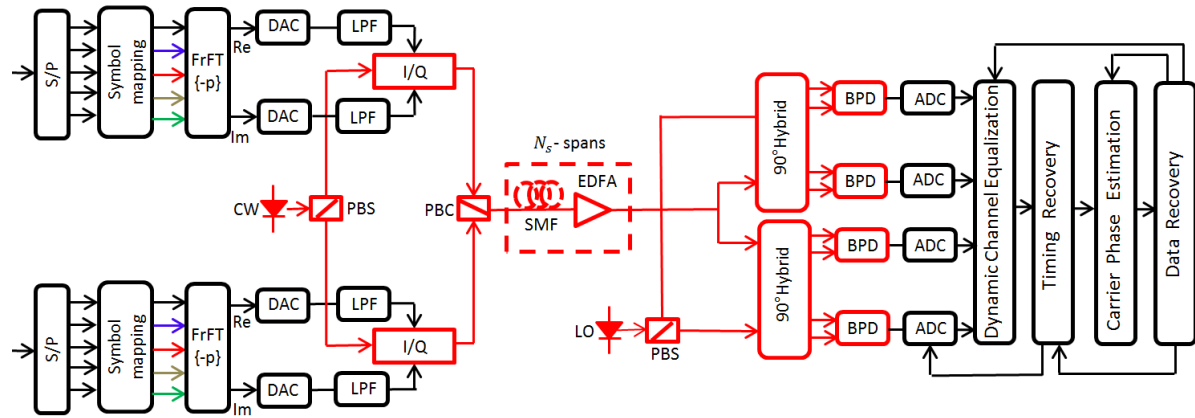 S/P
Symbol
mapping
FrFT
{-p}
Re
Im
DAC
LPF
DAC
LPF
I/Q
CW
PBS
PBC
N_s - spans
SMF
EDFA
S/P
Symbol
mapping
FrFT
{-p}
Re
Im
DAC
LPF
DAC
LPF
I/Q
LO
PBS
90°Hybrid
90°Hybrid
BPD
ADC
BPD
ADC
BPD
ADC
BPD
ADC
Dynamic Channel Equalization
Timing Recovery
Carrier Phase Estimation
Data Recovery